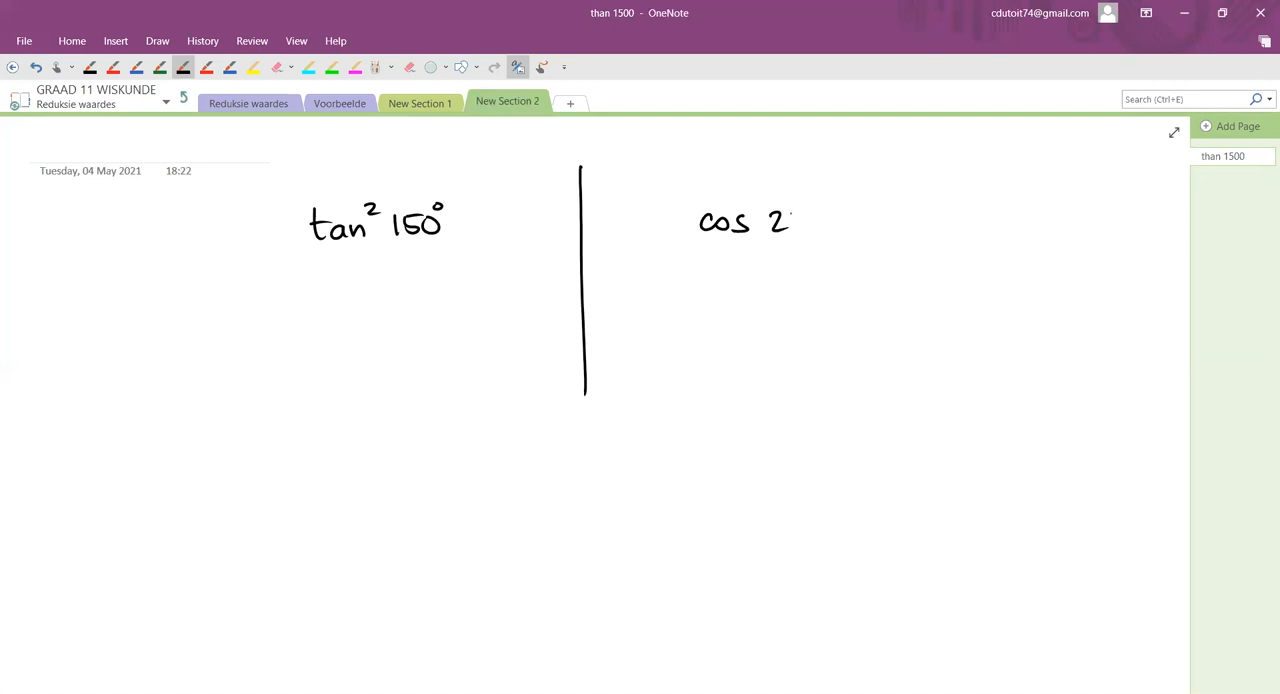 than 1500 - OneNote
cdutoit74@gmail.com
File Home Insert Draw History Review View Help
GRAAD 11 WISKUNDE
Reduksie waardes
Reduksie waardes Voorbeelde New Section 1 New Section 2 +
Search (Ctrl+E)
Add Page
than 1500
Tuesday, 04 May 2021 18:22
tan² 150°
cos 2